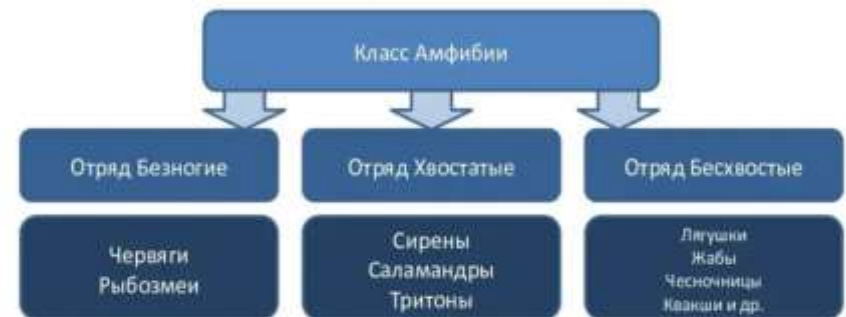 Класс Амфибии
Отряд Безногие
Отряд Хвостатые
Отряд Бесхвостые
Червяги
Рыбозмеи
Сирены
Саламандры
Тритоны
Лягушки
Жабы
Чесночницы
Квакши и др.